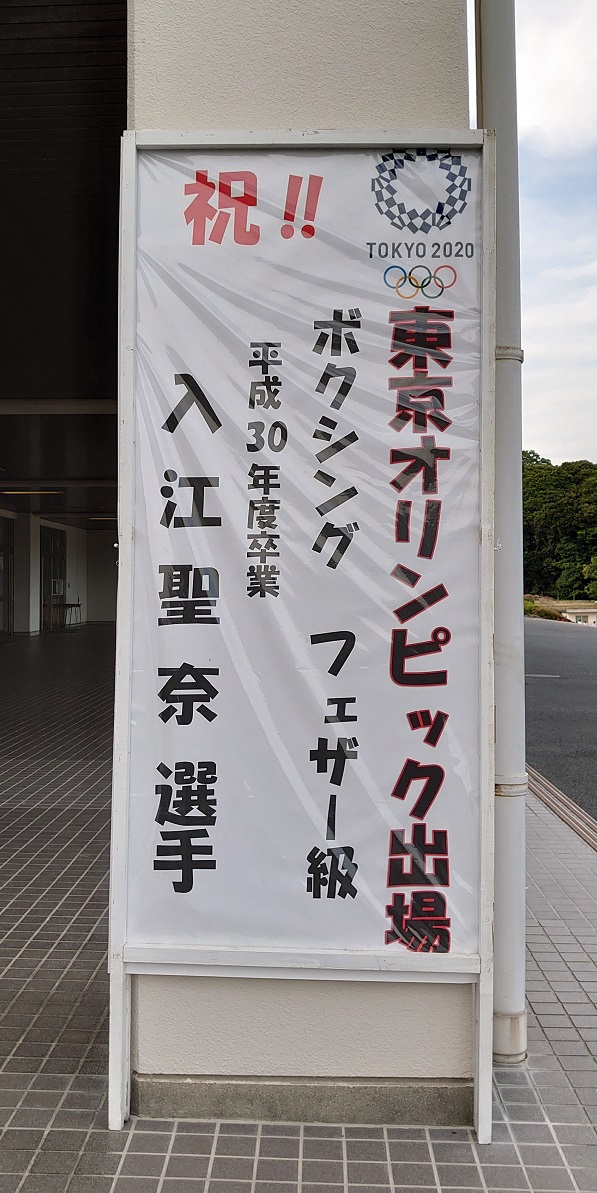 祝!!
TOKYO 2020
東京オリンピック出場
ボクシング フェザー級
平成30年度卒業
入江聖奈選手